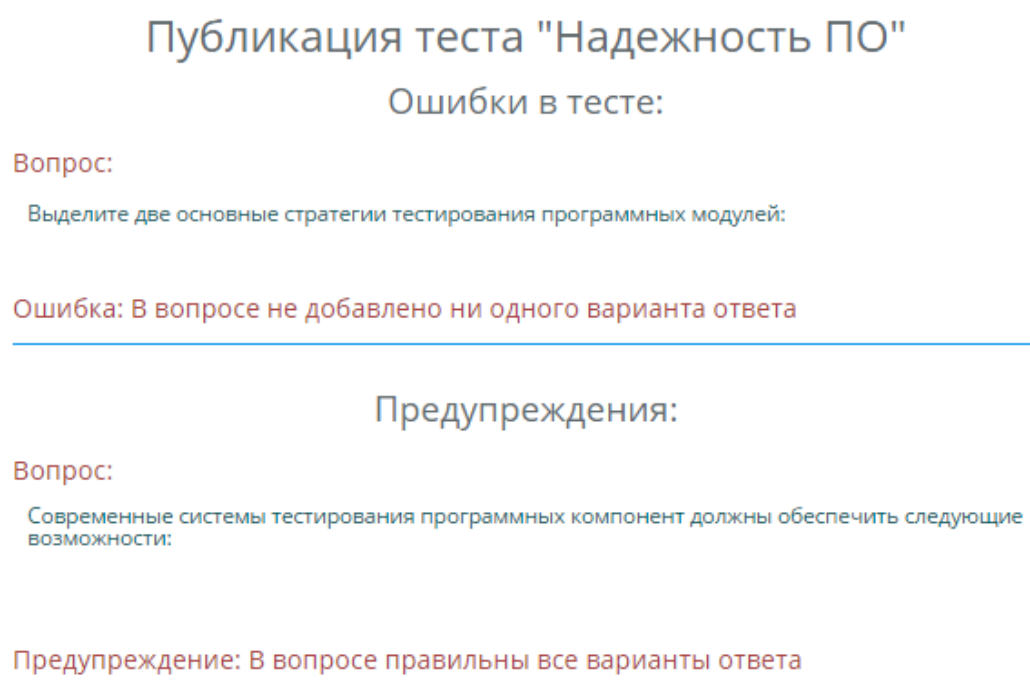 Публикация теста "Надежность ПО"
Ошибки в тесте:
Вопрос:
Выделите две основные стратегии тестирования программных модулей:
Ошибка: В вопросе не добавлено ни одного варианта ответа
Предупреждения:
Вопрос:
Современные системы тестирования программных компонент должны обеспечить следующие
возможности:
Предупреждение: В вопросе правильны все варианты ответа